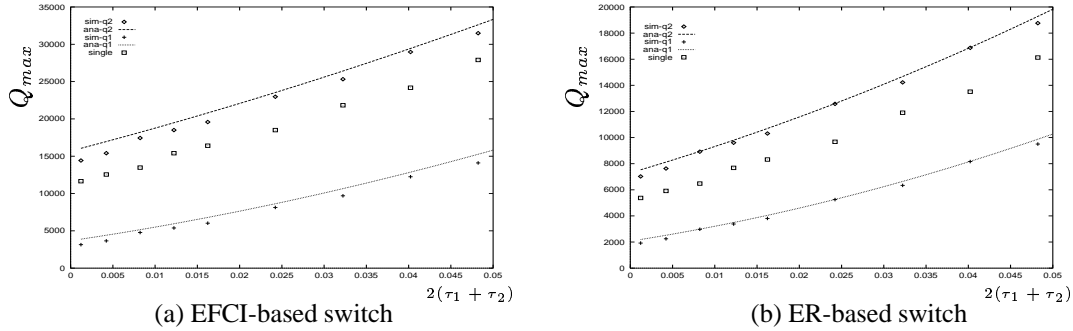 sim-q2
ana-q2
sim-q1
ana-q1
single
35000
30000
25000
20000
15000
10000
5000
0
Q_max
0 0.005 0.01 0.015 0.02 0.025 0.03 0.035 0.04 0.045 0.05
2(τ1 + τ2)
(a) EFCI-based switch
sim-q2
ana-q2
sim-q1
ana-q1
single
20000
18000
16000
14000
12000
10000
8000
6000
4000
2000
0
Q_max
0 0.005 0.01 0.015 0.02 0.025 0.03 0.035 0.04 0.045 0.05
2(τ1 + τ2)
(b) ER-based switch